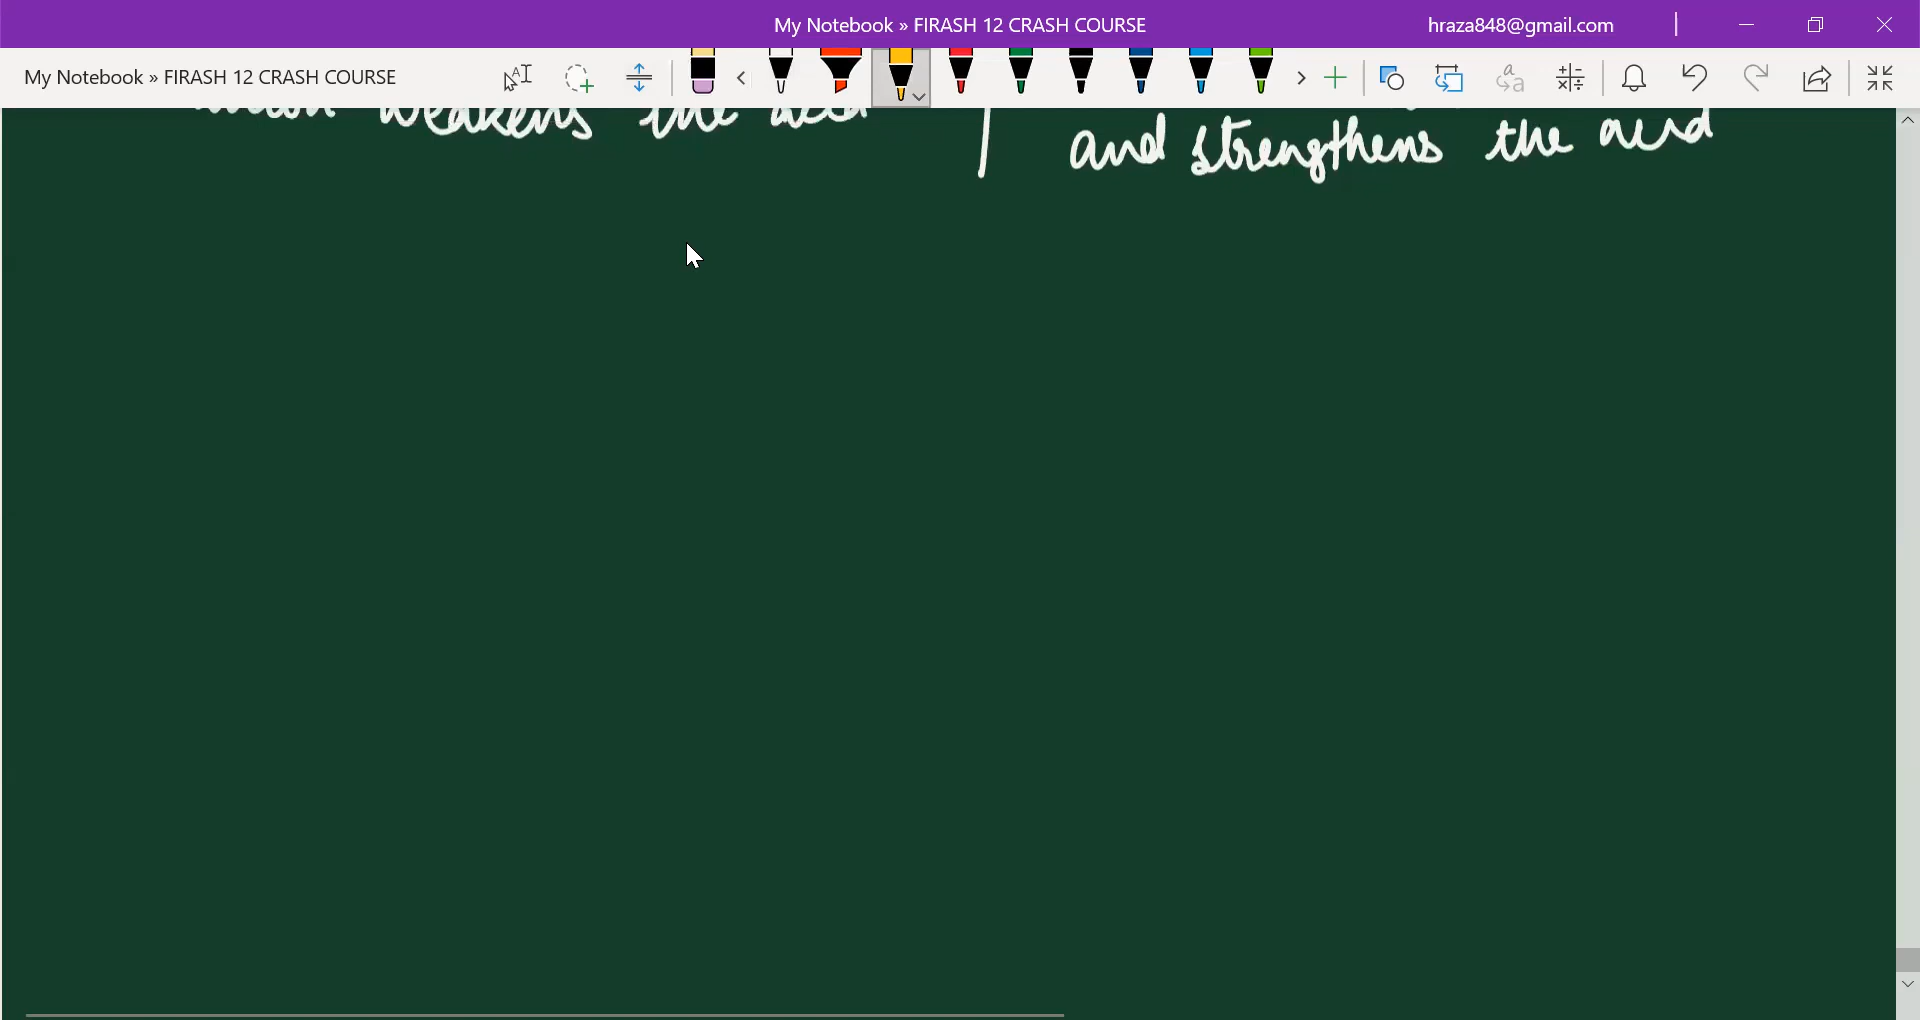 My Notebook » FIRASH 12 CRASH COURSE
hraza848@gmail.com
My Notebook » FIRASH 12 CRASH COURSE
weakens the acid
and strengthens the acid